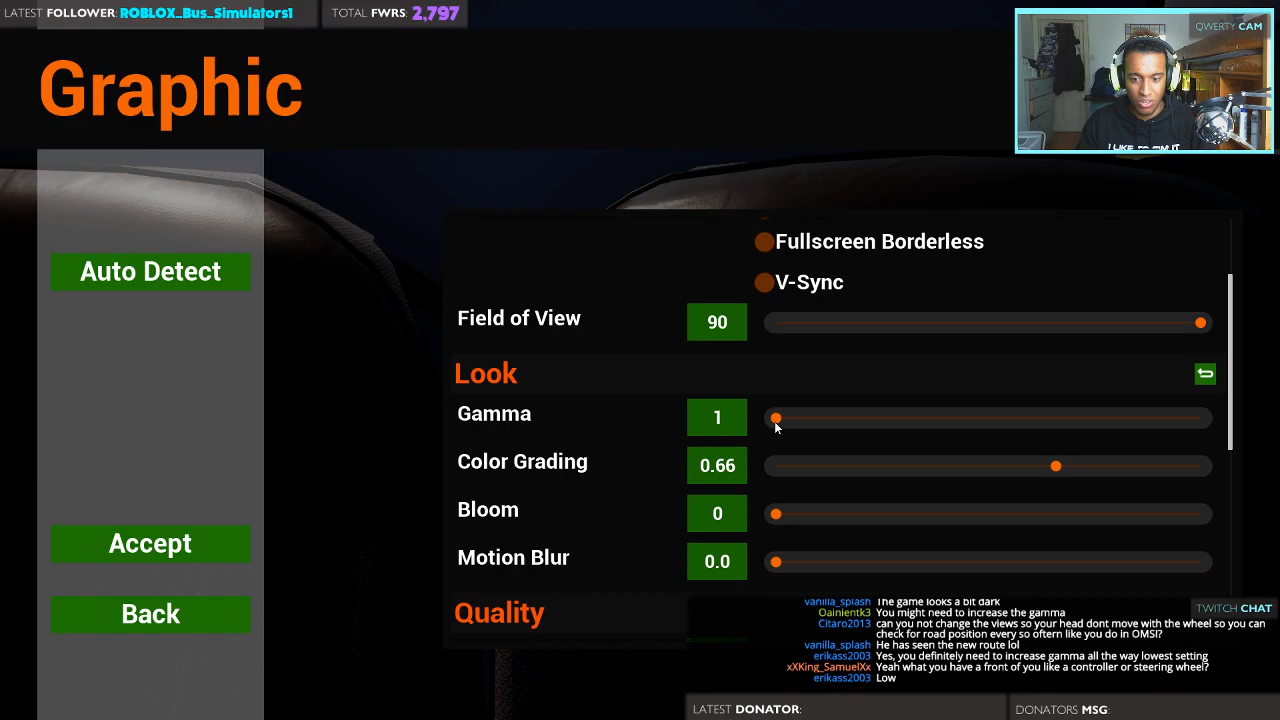 LATEST FOLLOWER: ROBLOX_Bus_Simulators1
TOTAL FWRS: 2,797
QWERTY CAM
I LIKE TO
Graphic
Auto Detect
Accept
Back
Fullscreen Borderless
V-Sync
Field of View 90
Look
Gamma 1
Color Grading 0.66
Bloom 0
Motion Blur 0.0
Quality
TWITCH CHAT
vanilla_splash The game looks a bit dark
Oainientk3 You might need to increase the gamma
Citaro2013 can you not change the views so your head dont move with the wheel so you can
check for road position every so oftern like you do in OMSI?
vanilla_splash He has seen the new route lol
erikass2003 Yes, you definitely need to increase gamma all the way lowest setting
xXKing_SamuelXx Yeah what you have a front of you like a controller or steering wheel?
erikass2003 Low
LATEST DONATOR:
DONATORS MSG: